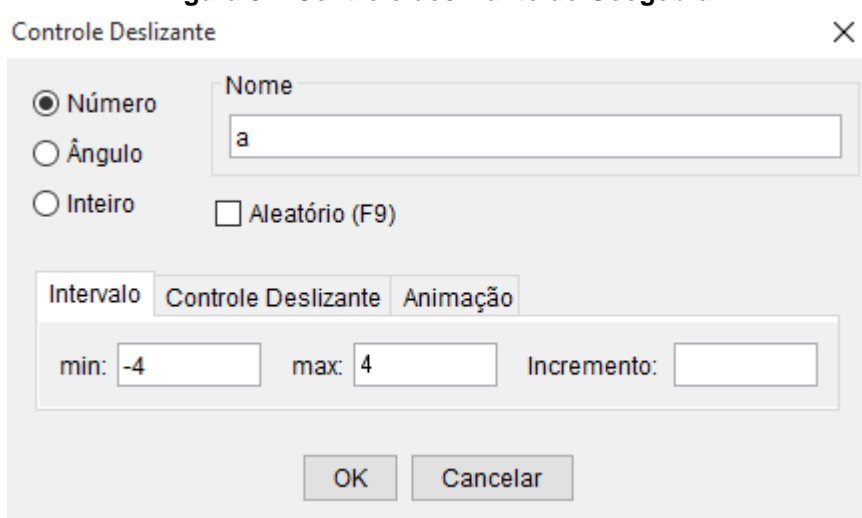 Controle Deslizante
Número
Nome
a
Ângulo
Inteiro
Aleatório (F9)
Intervalo Controle Deslizante Animação
min: -4 max: 4 Incremento:
OK Cancelar